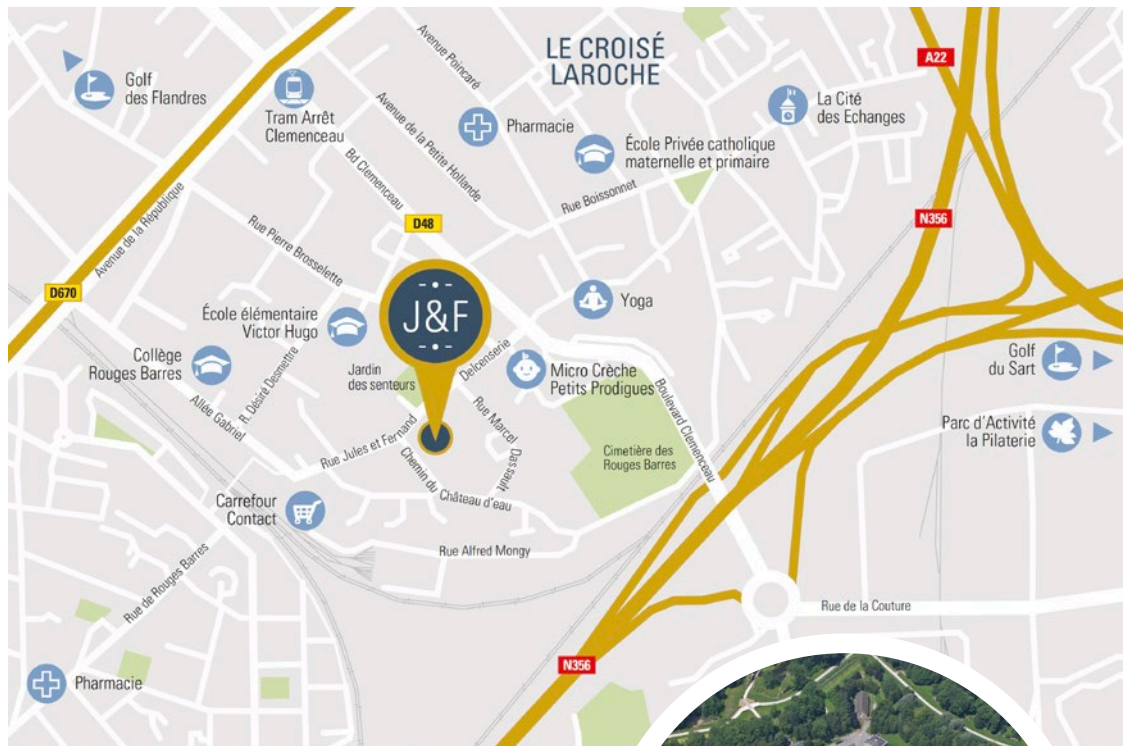 LE CROISÉ
LAROCHE
A22
Golf
des Flandres
Tram Arrêt
Clemenceau
Avenue Poincaré
Avenue de la Petite Hollande
Pharmacie
La Cité
des Echanges
École Privée catholique
maternelle et primaire
Bd Clemenceau
Rue Boissonnet
Avenue de la République
Rue Pierre Brosselette
D48
N356
D670
École élémentaire
Victor Hugo
J&F
Yoga
Collège
Rouges Barres
R. Désiré Desmettre
Jardin
des senteurs
Delcenserie
Micro Crèche
Petits Prodigues
Golf
du Sart
Allée Gabriel
Rue Jules et Fernand
Rue Marcel
Dassault
Boulevard Clemenceau
Parc d'Activité
la Pilaterie
Cimetière des
Rouges Barres
Chemin du Château d'eau
Carrefour
Contact
Rue Alfred Mongy
Rue de Rouges Barres
Rue de la Couture
N356
Pharmacie